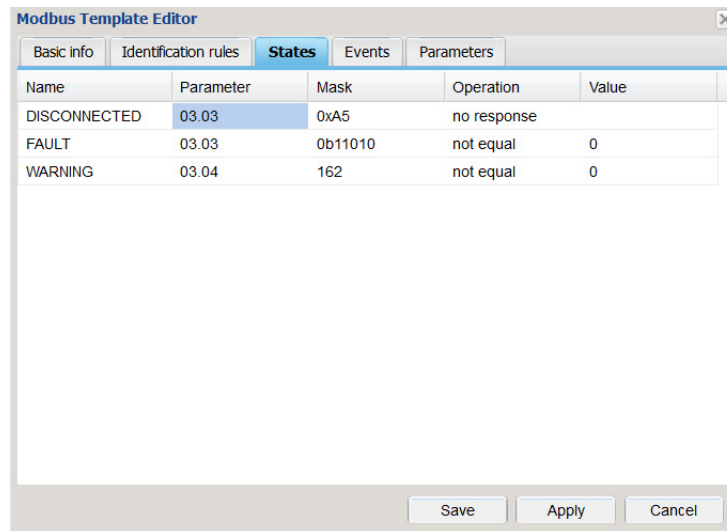 Modbus Template Editor
Basic info Identification rules States Events Parameters
Name Parameter Mask Operation Value
DISCONNECTED 03.03 0xA5 no response
FAULT 03.03 0b11010 not equal 0
WARNING 03.04 162 not equal 0
Save Apply Cancel